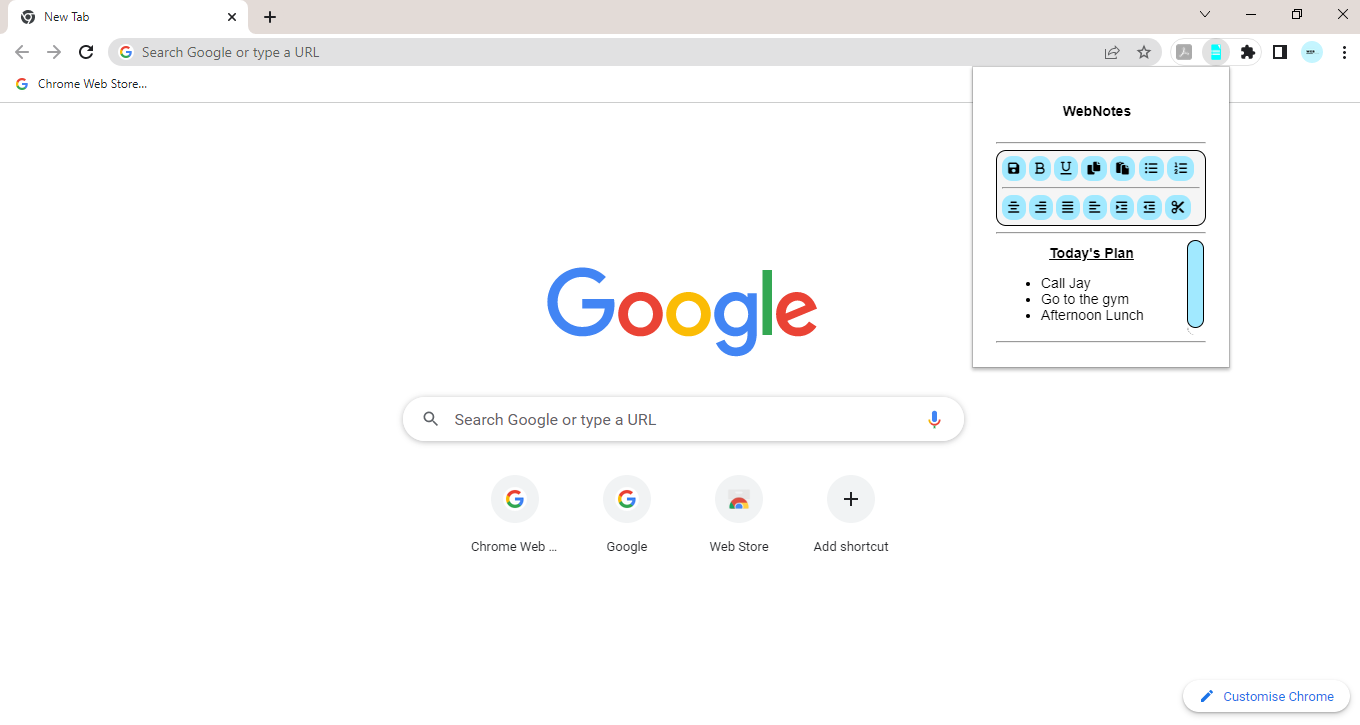 New Tab
Search Google or type a URL
Chrome Web Store...
WebNotes
Today's Plan
Call Jay
Go to the gym
Afternoon Lunch
Google
Search Google or type a URL
Chrome Web ...
Google
Web Store
Add shortcut
Customise Chrome